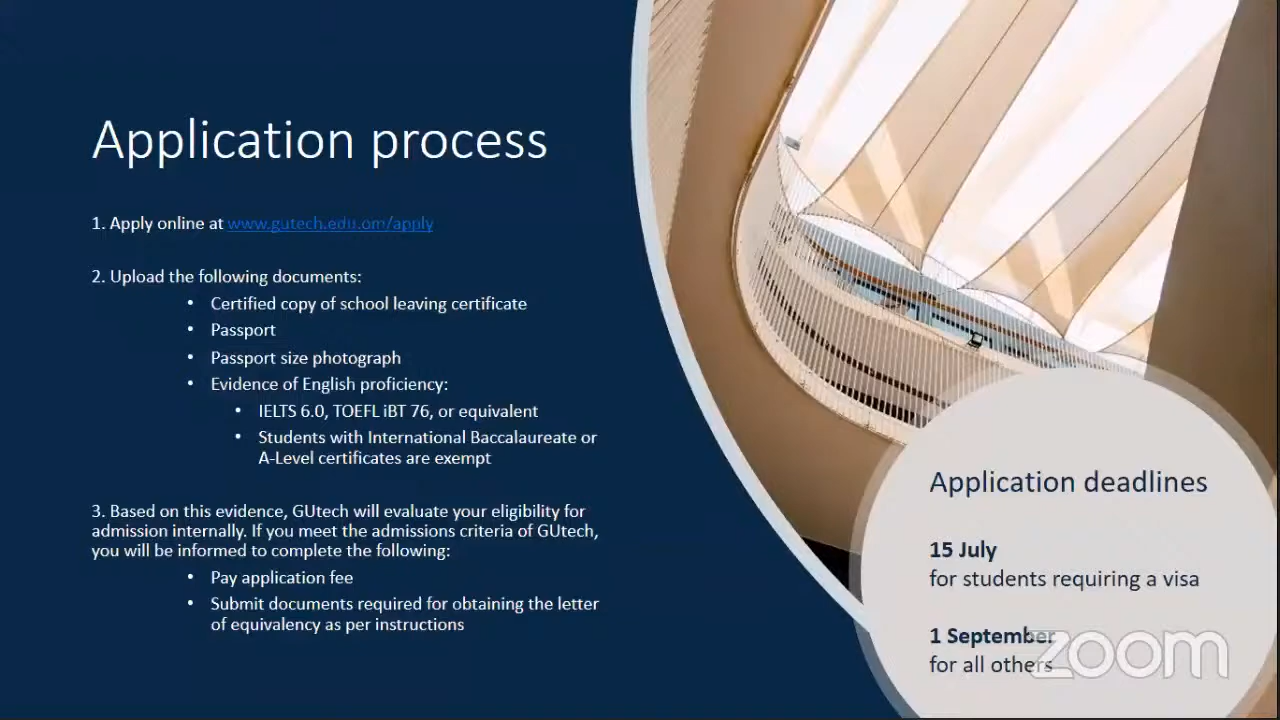 Application process
1. Apply online at www.gutech.edu.om/apply
2. Upload the following documents:
• Certified copy of school leaving certificate
• Passport
• Passport size photograph
• Evidence of English proficiency:
• IELTS 6.0, TOEFL iBT 76, or equivalent
• Students with International Baccalaureate or
A-Level certificates are exempt
3. Based on this evidence, GUtech will evaluate your eligibility for
admission internally. If you meet the admissions criteria of GUtech,
you will be informed to complete the following:
• Pay application fee
• Submit documents required for obtaining the letter
of equivalency as per instructions
Application deadlines
15 July
for students requiring a visa
1 September
for all others
zoom